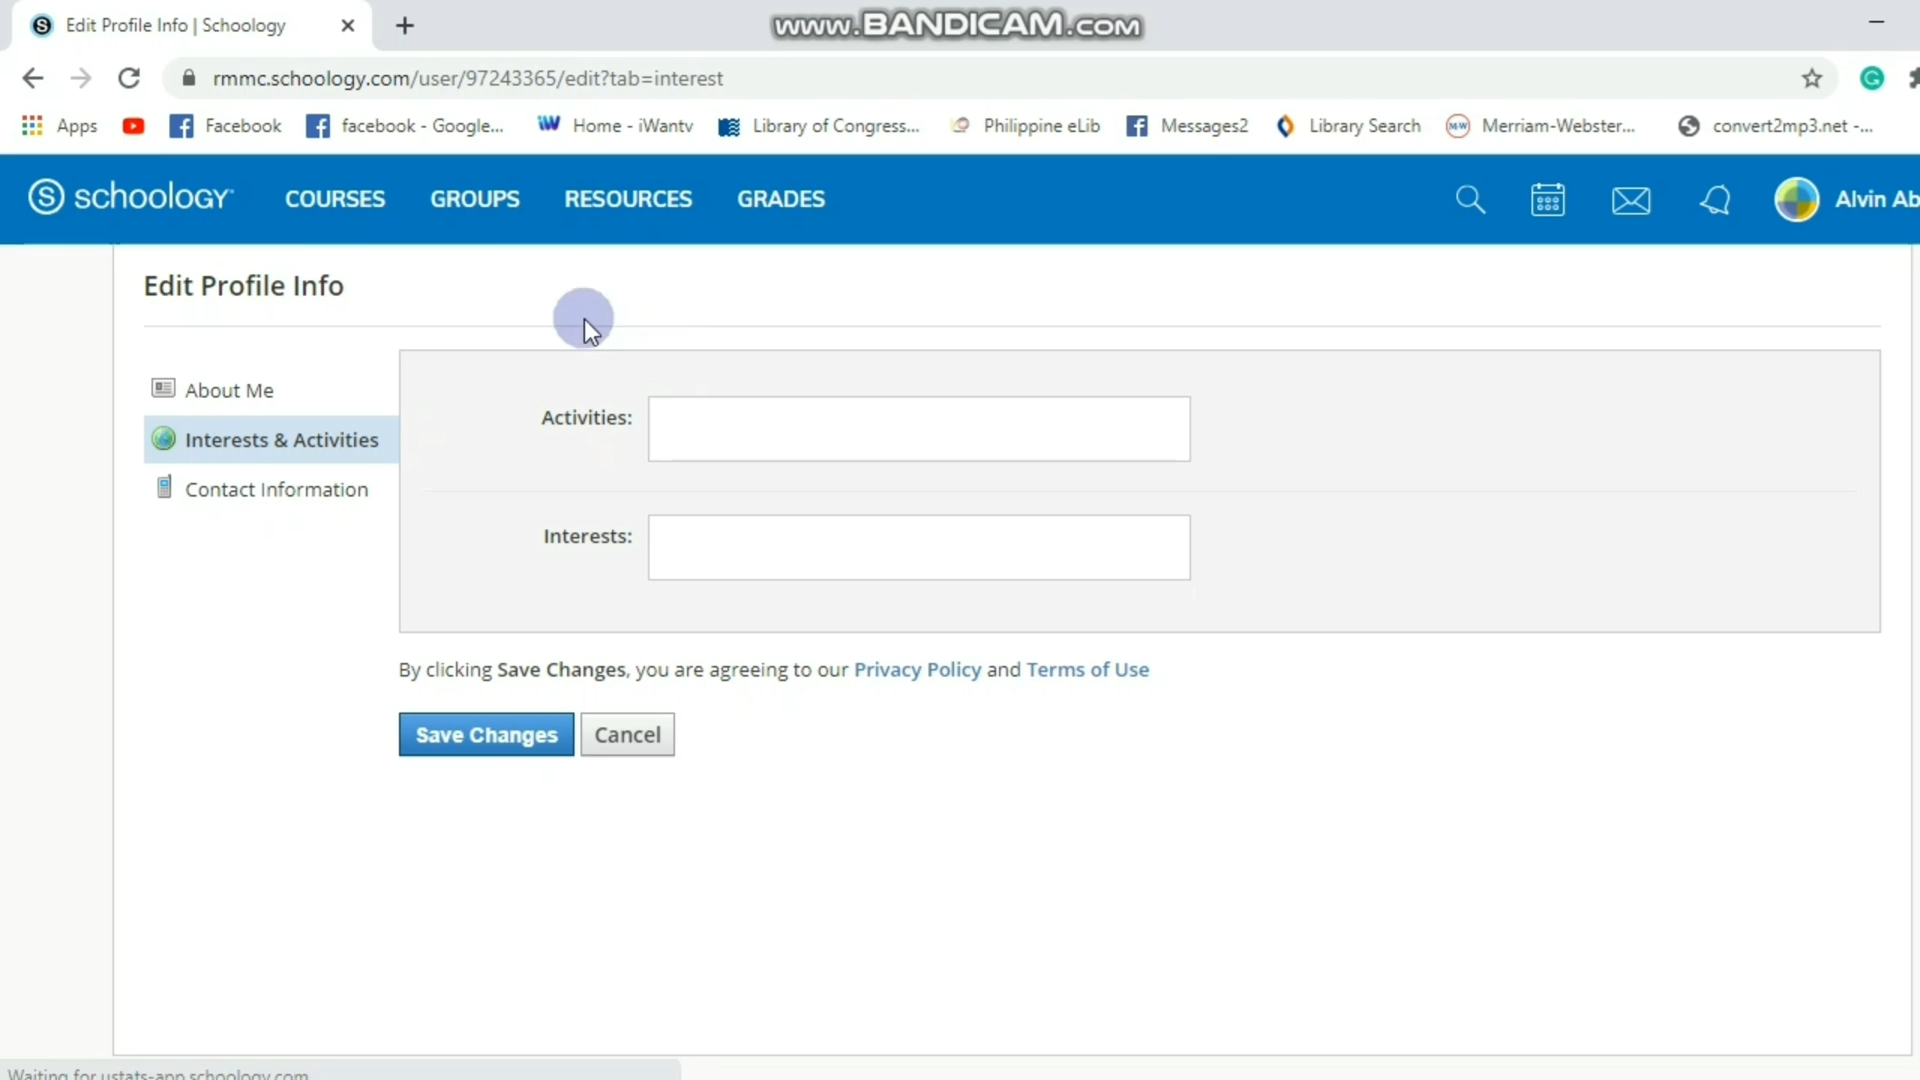 Edit Profile Info | Schoology
www.BANDICAM.com
rmmc.schoology.com/user/97243365/edit?tab=interest
Apps
Facebook
facebook - Google...
Home - iWantv
Library of Congress...
Philippine eLib
Messages2
Library Search
Merriam-Webster...
convert2mp3.net -...
schoology
COURSES
GROUPS
RESOURCES
GRADES
Alvin Ab
Edit Profile Info
About Me
Interests & Activities
Contact Information
Activities:
Interests:
By clicking Save Changes, you are agreeing to our Privacy Policy and Terms of Use
Save Changes
Cancel
Waiting for ustats-app.schoology.com